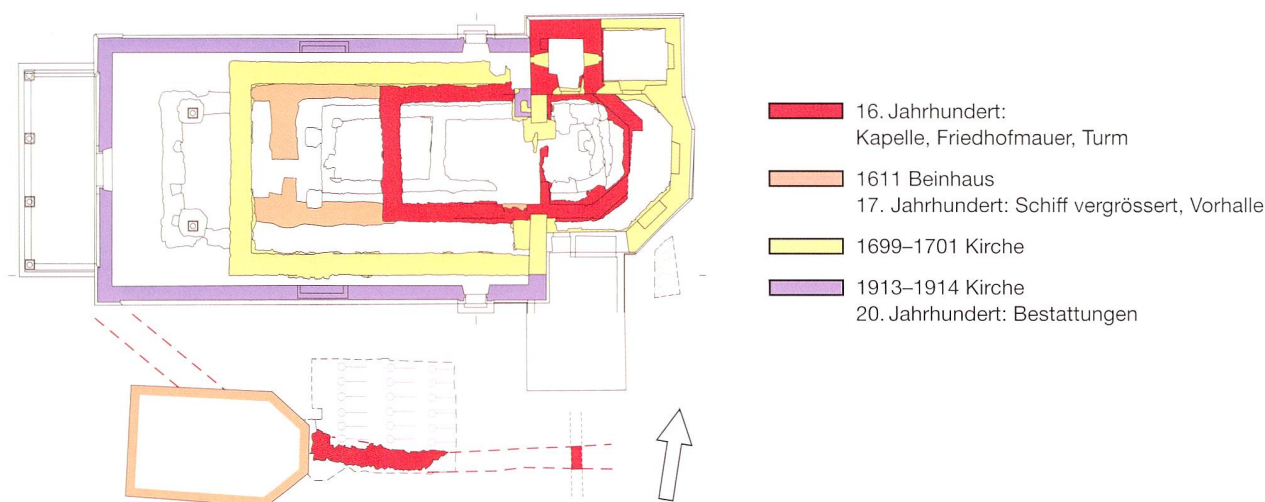 16. Jahrhundert:
Kapelle, Friedhofmauer, Turm
1611 Beinhaus
17. Jahrhundert: Schiff vergrössert, Vorhalle
1699–1701 Kirche
1913–1914 Kirche
20. Jahrhundert: Bestattungen